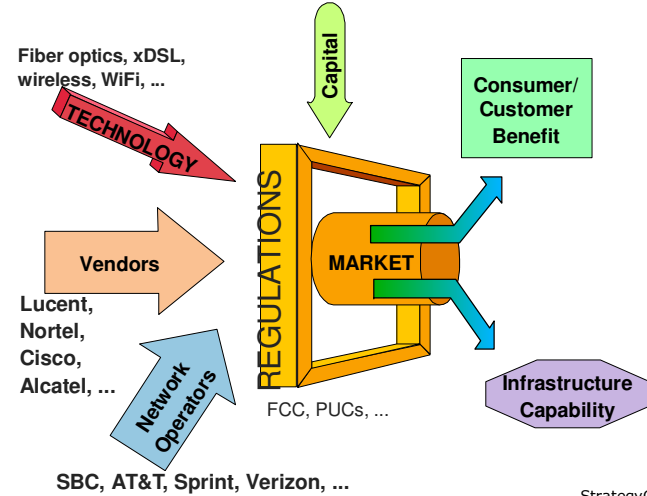 Fiber optics, xDSL,
wireless, WiFi, ...
TECHNOLOGY
Capital
Consumer/
Customer
Benefit
Vendors
Lucent,
Nortel,
Cisco,
Alcatel, ...
REGULATIONS
MARKET
Network
Operators
FCC, PUCs, ...
Infrastructure
Capability
SBC, AT&T, Sprint, Verizon, ...